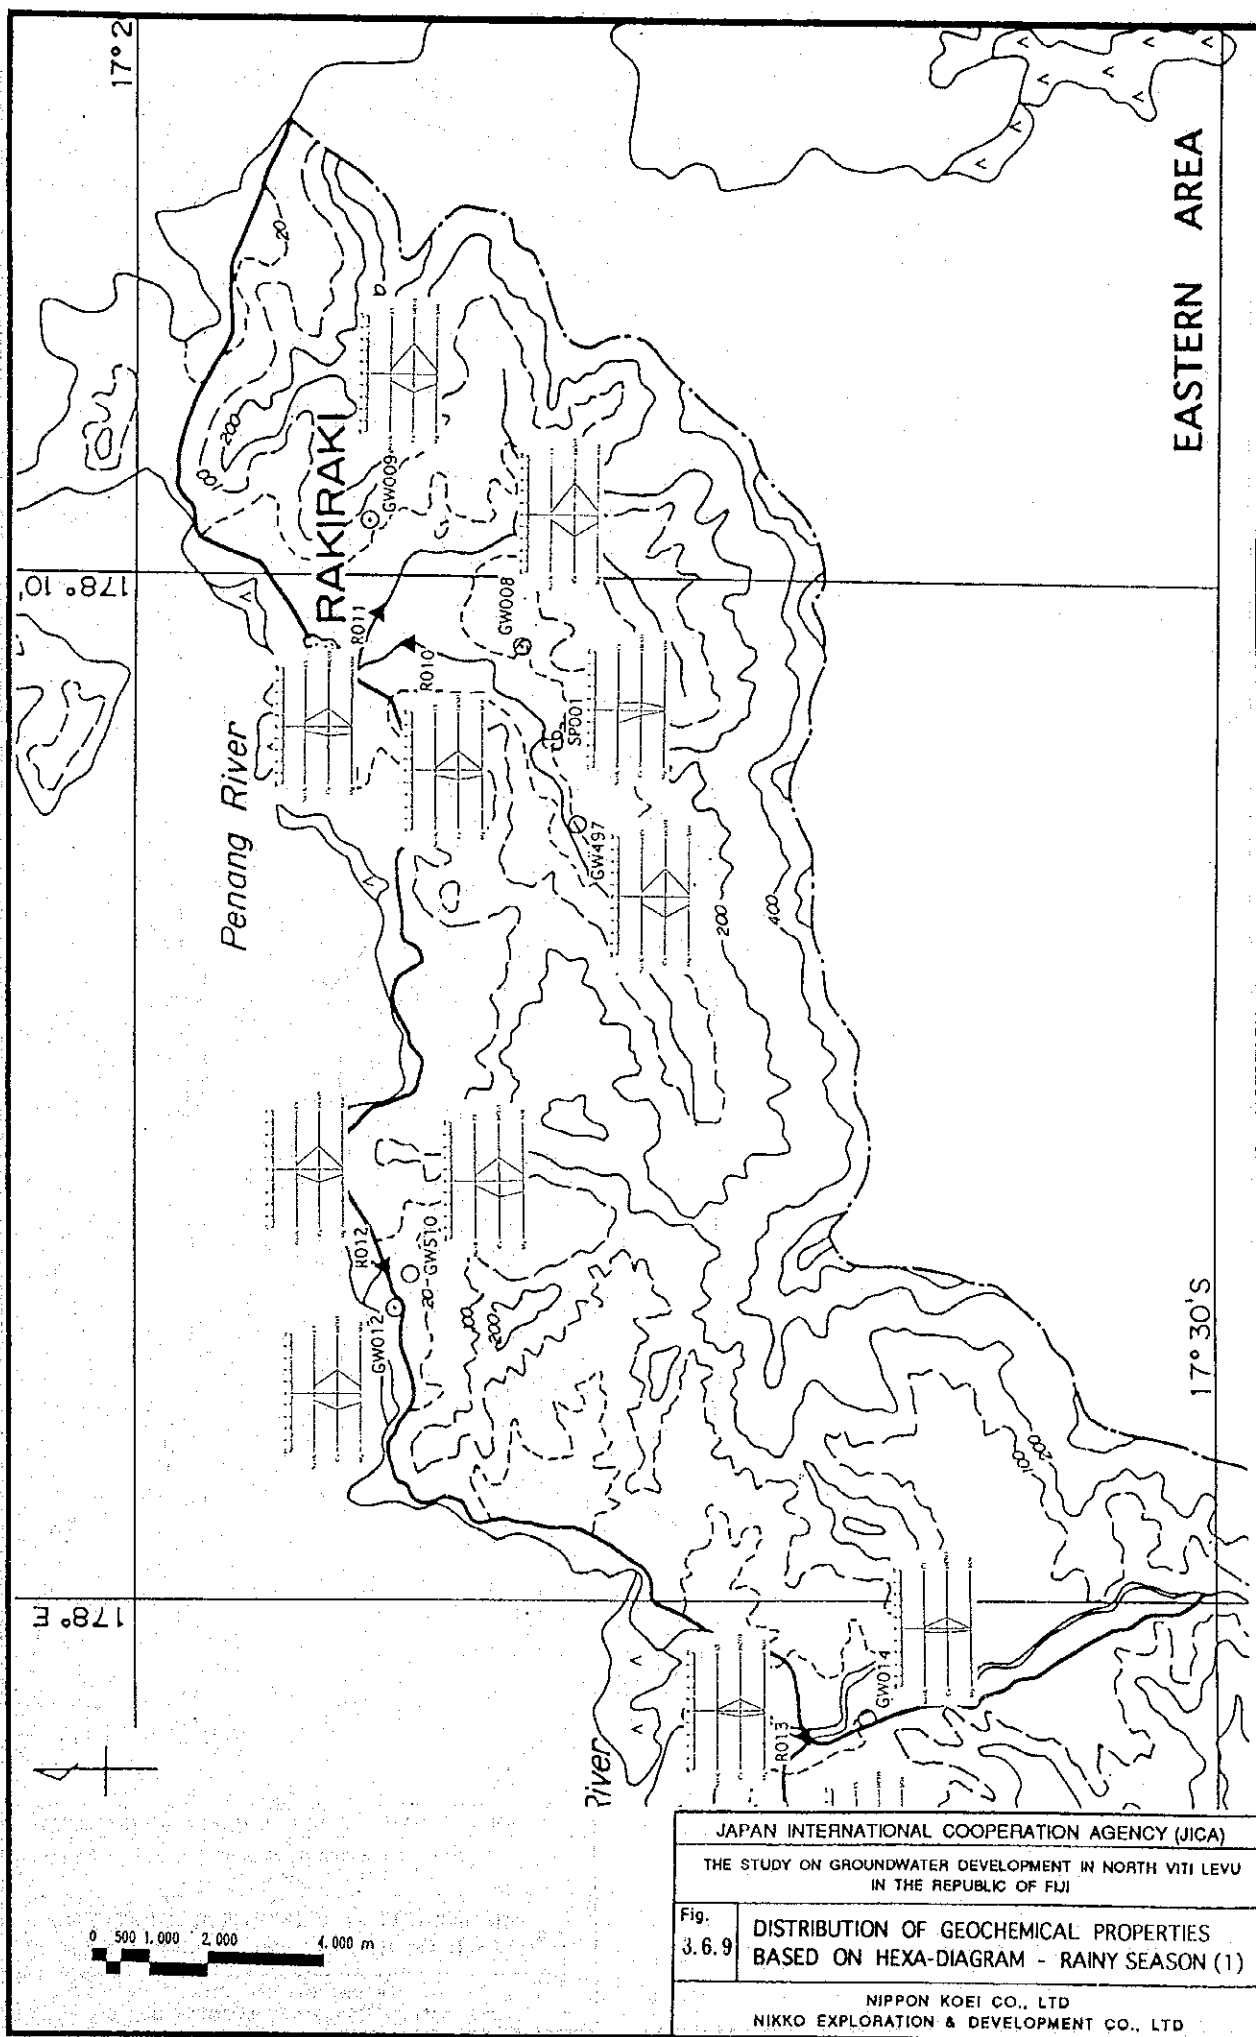 17° 2
178° 10'
178° E
17° 30'S
EASTERN AREA
RAKIRAKI
Penang River
River
20
100
200
GW009
R011
R010
GW008
SP001
GW497
200
400
R012
GW510
20
GW012
100
200
200
100
R013
GW014
0 500 1,000 2,000 4,000 m
JAPAN INTERNATIONAL COOPERATION AGENCY (JICA)
THE STUDY ON GROUNDWATER DEVELOPMENT IN NORTH VITI LEVU
IN THE REPUBLIC OF FIJI
Fig.
3.6.9
DISTRIBUTION OF GEOCHEMICAL PROPERTIES
BASED ON HEXA-DIAGRAM - RAINY SEASON (1)
NIPPON KOEI CO., LTD
NIKKO EXPLORATION & DEVELOPMENT CO., LTD